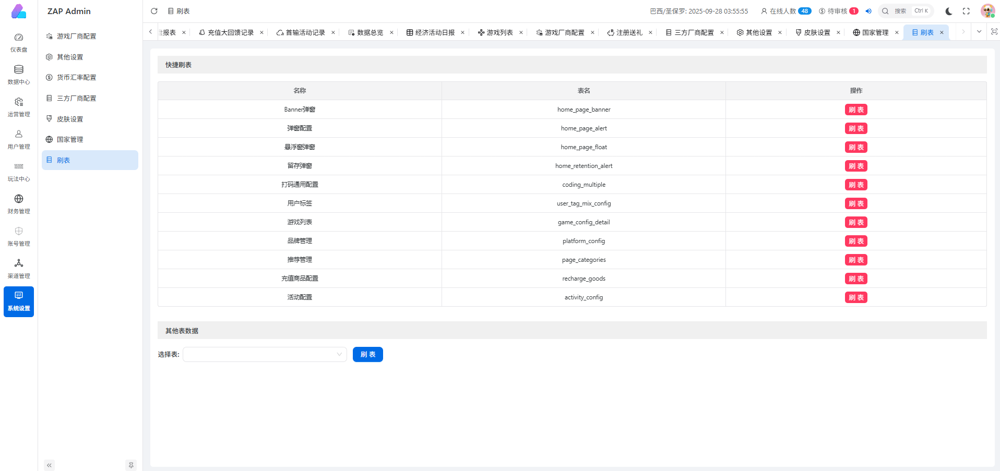 ZAP Admin
刷表
巴西/圣保罗: 2025-09-28 03:55:55
在线人数 48
待审核 1
搜索 Ctrl K
报表
充值大回馈记录
首输活动记录
数据总览
经济活动日报
游戏列表
游戏厂商配置
注册送礼
三方厂商配置
其他设置
皮肤设置
国家管理
刷表
仪表盘
数据中心
运营管理
用户管理
玩法中心
财务管理
账号管理
渠道管理
系统设置
游戏厂商配置
其他设置
货币汇率配置
三方厂商配置
皮肤设置
国家管理
刷表
快捷刷表
名称 表名 操作
Banner弹窗 home_page_banner 刷 表
弹窗配置 home_page_alert 刷 表
悬浮窗弹窗 home_page_float 刷 表
留存弹窗 home_retention_alert 刷 表
打码通用配置 coding_multiple 刷 表
用户标签 user_tag_mix_config 刷 表
游戏列表 game_config_detail 刷 表
品牌管理 platform_config 刷 表
推荐管理 page_categories 刷 表
充值商品配置 recharge_goods 刷 表
活动配置 activity_config 刷 表
其他表数据
选择表: 刷 表